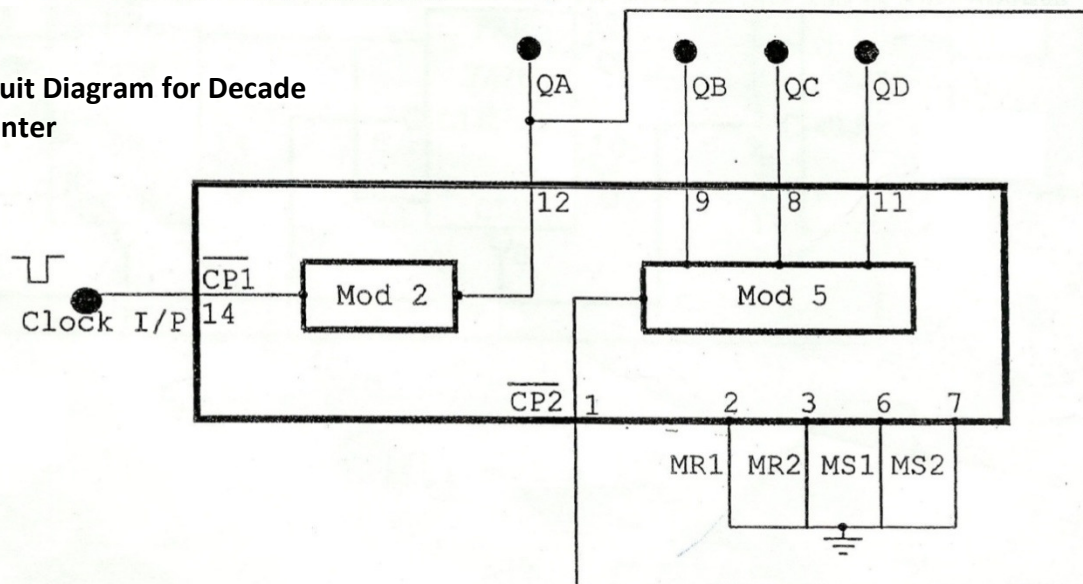 uit Diagram for Decade
nter
QA
QB
QC
QD
12
9
8
11
CP1
14
Clock I/P
Mod 2
Mod 5
CP2
1
2
3
6
7
MR1
MR2
MS1
MS2